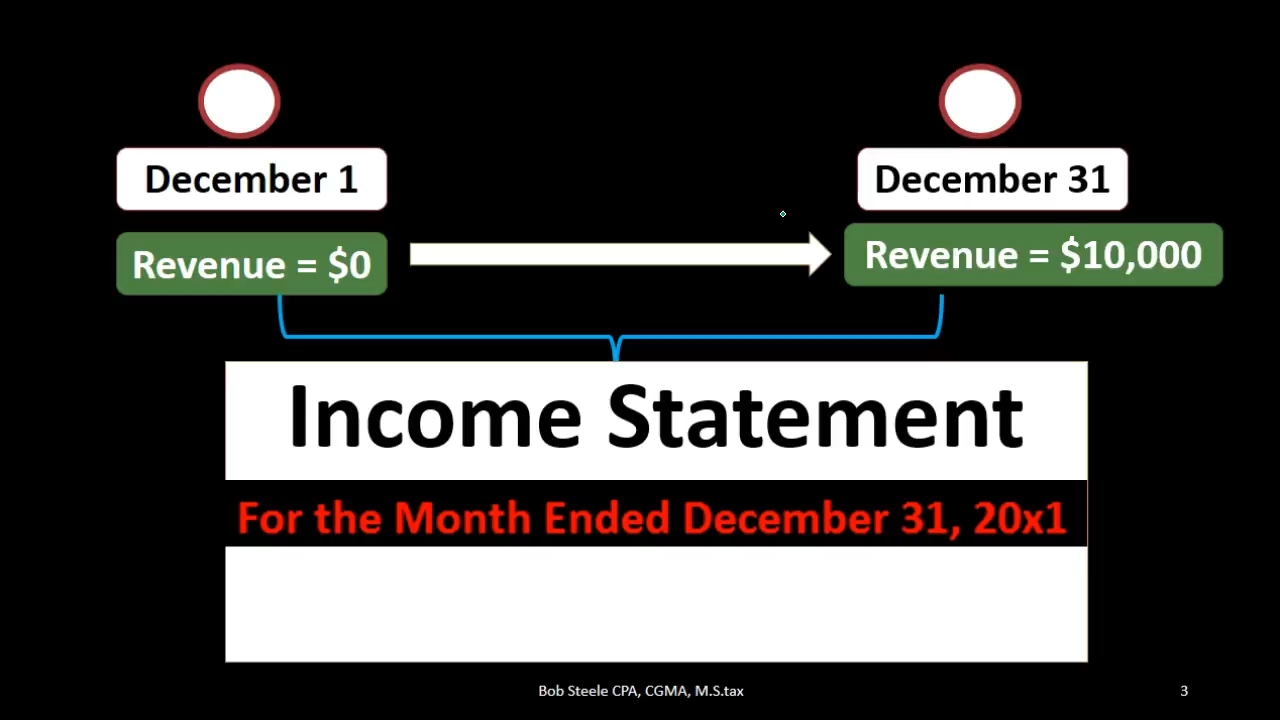 December 1
December 31
Revenue = $0
Revenue = $10,000
Income Statement
For the Month Ended December 31, 20x1
Bob Steele CPA, CGMA, M.S.tax
3